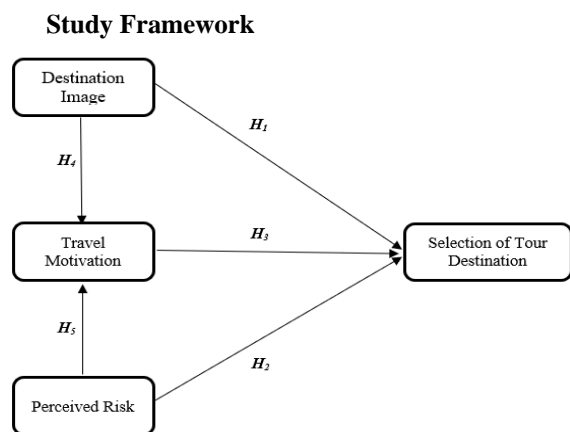 Study Framework
Destination
Image
H1
H4
Travel
Motivation
H3
Selection of Tour
Destination
H5
H2
Perceived Risk